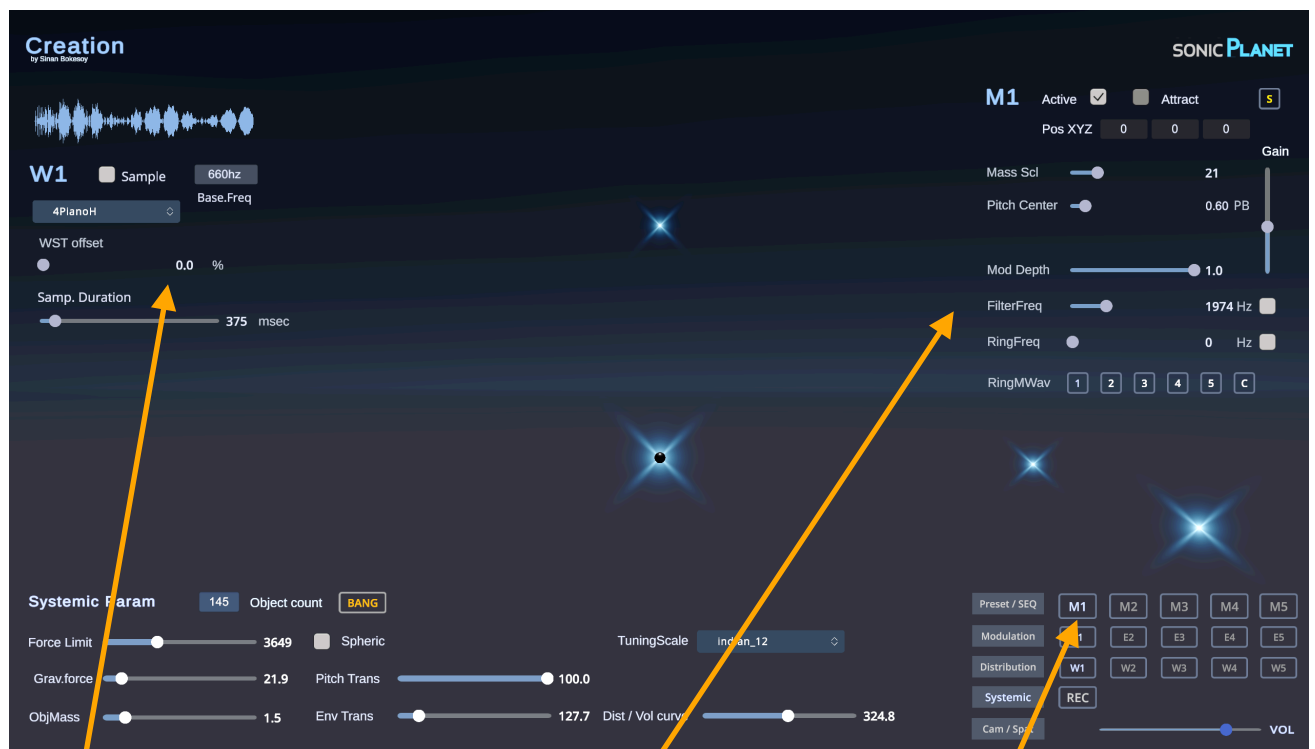 Creation
by Sinan Bokesoy
SONIC PLANET
M1 Active Attract S
Pos XYZ 0 0 0
Gain
W1 Sample 660hz
Base.Freq
4PianoH
WST offset
0.0 %
Samp. Duration
375 msec
Mass Scl 21
Pitch Center 0.60 PB
Mod Depth 1.0
FilterFreq 1974 Hz
RingFreq 0 Hz
RingMWav 1 2 3 4 5 C
Systemic Param 145 Object count BANG
Force Limit 3649 Spheric TuningScale indian_12
Grav.force 21.9 Pitch Trans 100.0
ObjMass 1.5 Env Trans 127.7 Dist / Vol curve 324.8
Preset / SEQ M1 M2 M3 M4 M5
Modulation E2 E3 E4 E5
Distribution W1 W2 W3 W4 W5
Systemic REC
Cam / Spat VOL